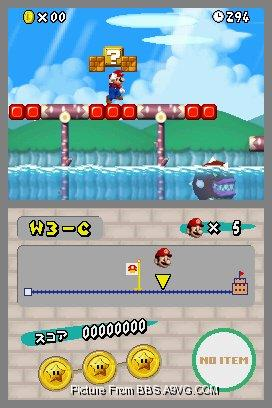 ×00
294
?
W3-C
× 5
スコア 00000000
NO ITEM
Picture From BBS.A9VG.COM